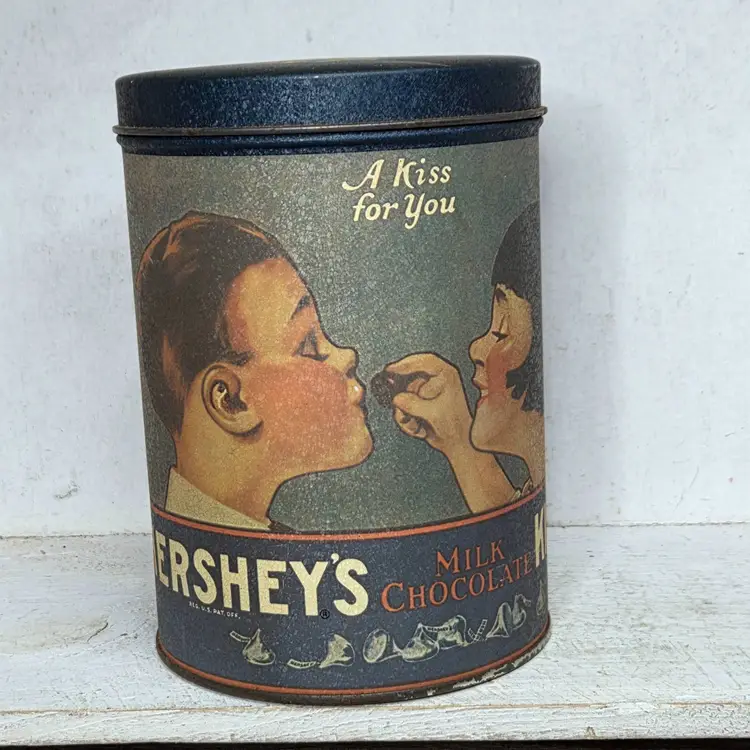 A Kiss
for You
ERSHEY'S
REG. U.S. PAT. OFF.
®
MILK
CHOCOLATE
K